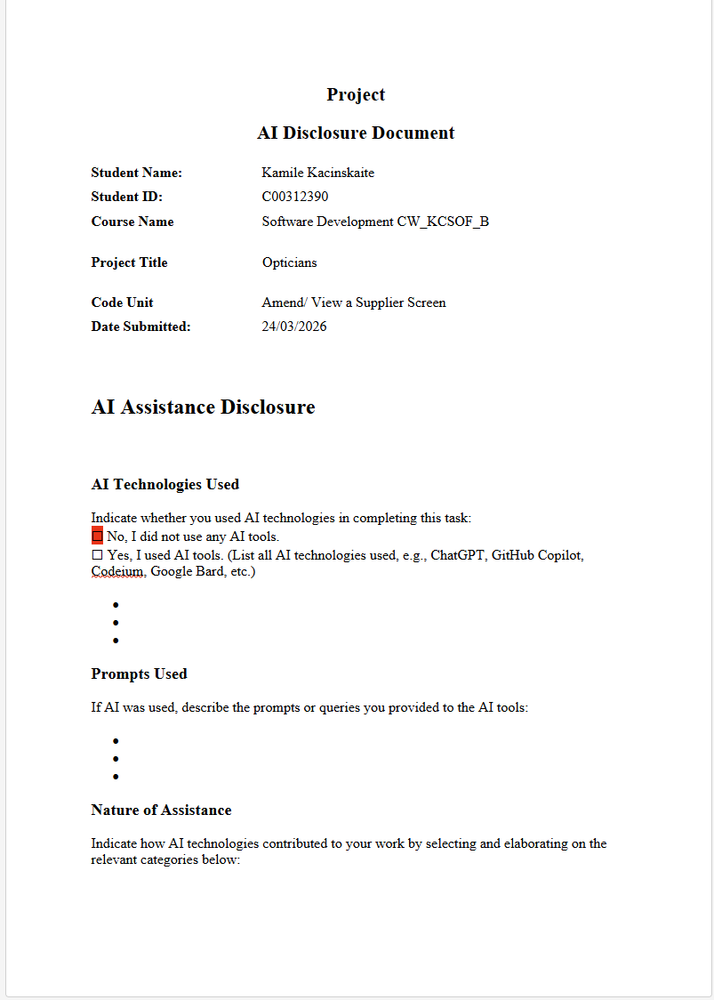 Project
AI Disclosure Document
Student Name: Kamile Kacinskaite
Student ID: C00312390
Course Name Software Development CW_KCSOF_B
Project Title Opticians
Code Unit Amend/ View a Supplier Screen
Date Submitted: 24/03/2026
AI Assistance Disclosure
AI Technologies Used
Indicate whether you used AI technologies in completing this task:
☐ No, I did not use any AI tools.
☐ Yes, I used AI tools. (List all AI technologies used, e.g., ChatGPT, GitHub Copilot,
Codeium, Google Bard, etc.)
•
•
•
Prompts Used
If AI was used, describe the prompts or queries you provided to the AI tools:
•
•
•
Nature of Assistance
Indicate how AI technologies contributed to your work by selecting and elaborating on the
relevant categories below: